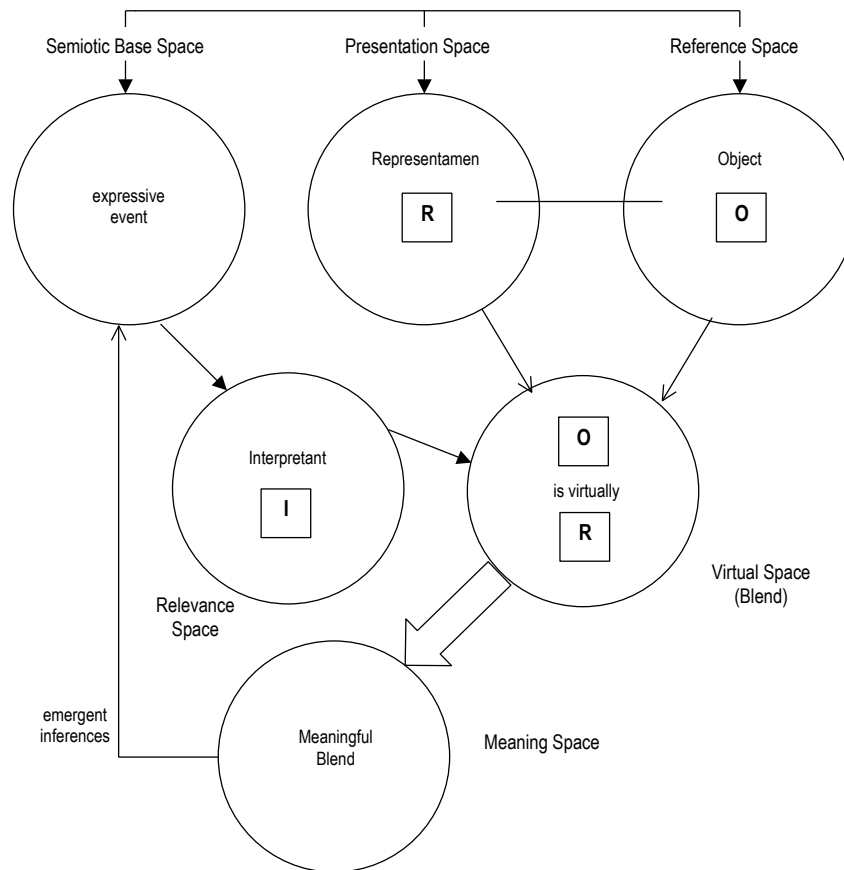 Semiotic Base Space
Presentation Space
Reference Space
expressive
event
Representamen
R
Object
O
Interpretant
I
O
is virtually
R
Relevance
Space
Virtual Space
(Blend)
emergent
inferences
Meaningful
Blend
Meaning Space